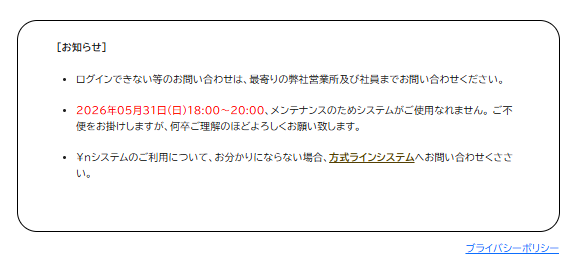 [お知らせ]
• ログインできない等のお問い合わせは、最寄りの弊社営業所及び社員までお問い合わせください。
• 2026年05月31日(日)18:00～20:00、メンテナンスのためシステムがご使用なれません。ご不
便をお掛けしますが、何卒ご理解のほどよろしくお願い致します。
• ¥nシステムのご利用について、お分かりにならない場合、方式ラインシステムへお問い合わせくださ
い。
プライバシーポリシー